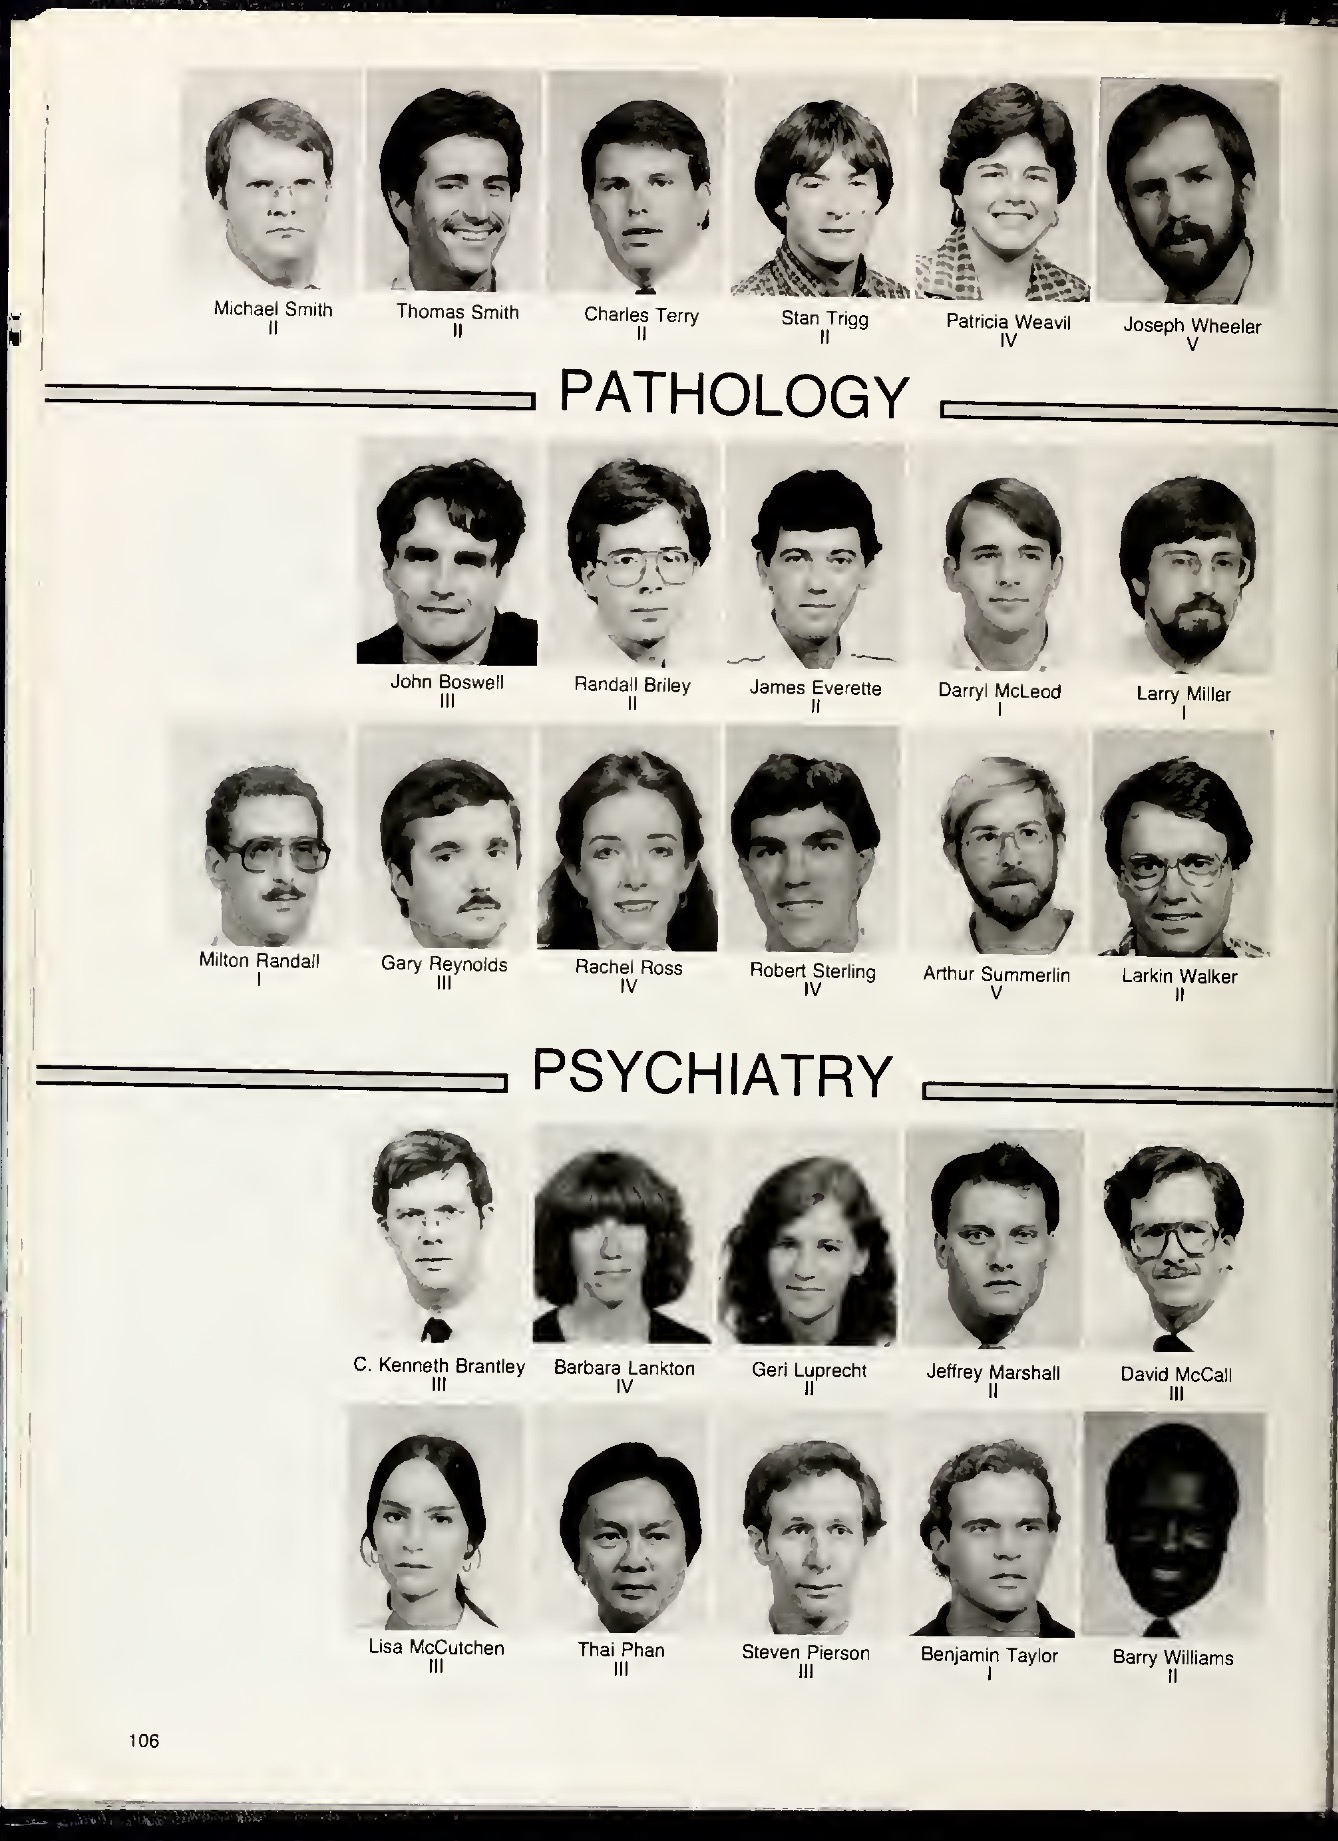 Michael Smith
II
Thomas Smith
II
Charles Terry
II
Stan Trigg
II
Patricia Weavil
IV
Joseph Wheeler
V
PATHOLOGY
John Boswell
III
Randall Briley
II
James Everette
II
Darryl McLeod
I
Larry Miller
I
Milton Randall
I
Gary Reynolds
III
Rachel Ross
IV
Robert Sterling
IV
Arthur Summerlin
V
Larkin Walker
II
PSYCHIATRY
C. Kenneth Brantley
III
Barbara Lankton
IV
Geri Luprecht
II
Jeffrey Marshall
II
David McCall
III
Lisa McCutchen
III
Thai Phan
III
Steven Pierson
III
Benjamin Taylor
I
Barry Williams
II
106